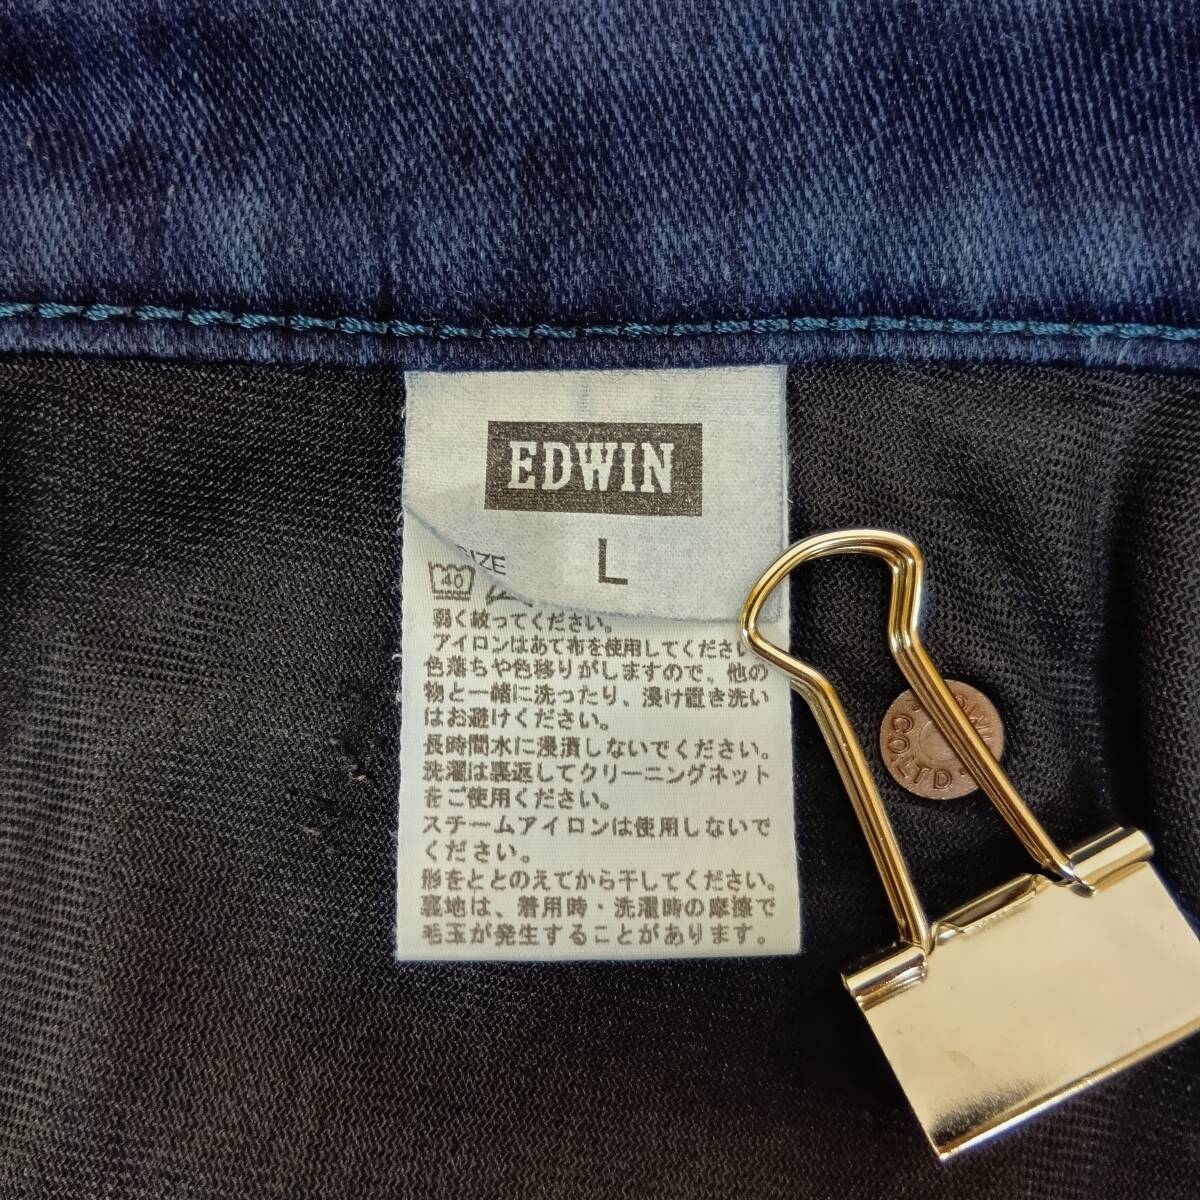 EDWIN
L
SIZE
40
弱く絞ってください。
アイロンはあて布を使用してください
色落ちや色移りがしますので、他の
物と一緒に洗ったり、浸け置き洗い
はお避けください。
長時間水に浸漬しないでください。
洗濯は裏返してクリーニングネット
をご使用ください。
スチームアイロンは使用しないで
ください。
形をととのえてから干してください。
裏地は、着用時・洗濯時の摩擦で
毛玉が発生することがあります。
CO.LTD.